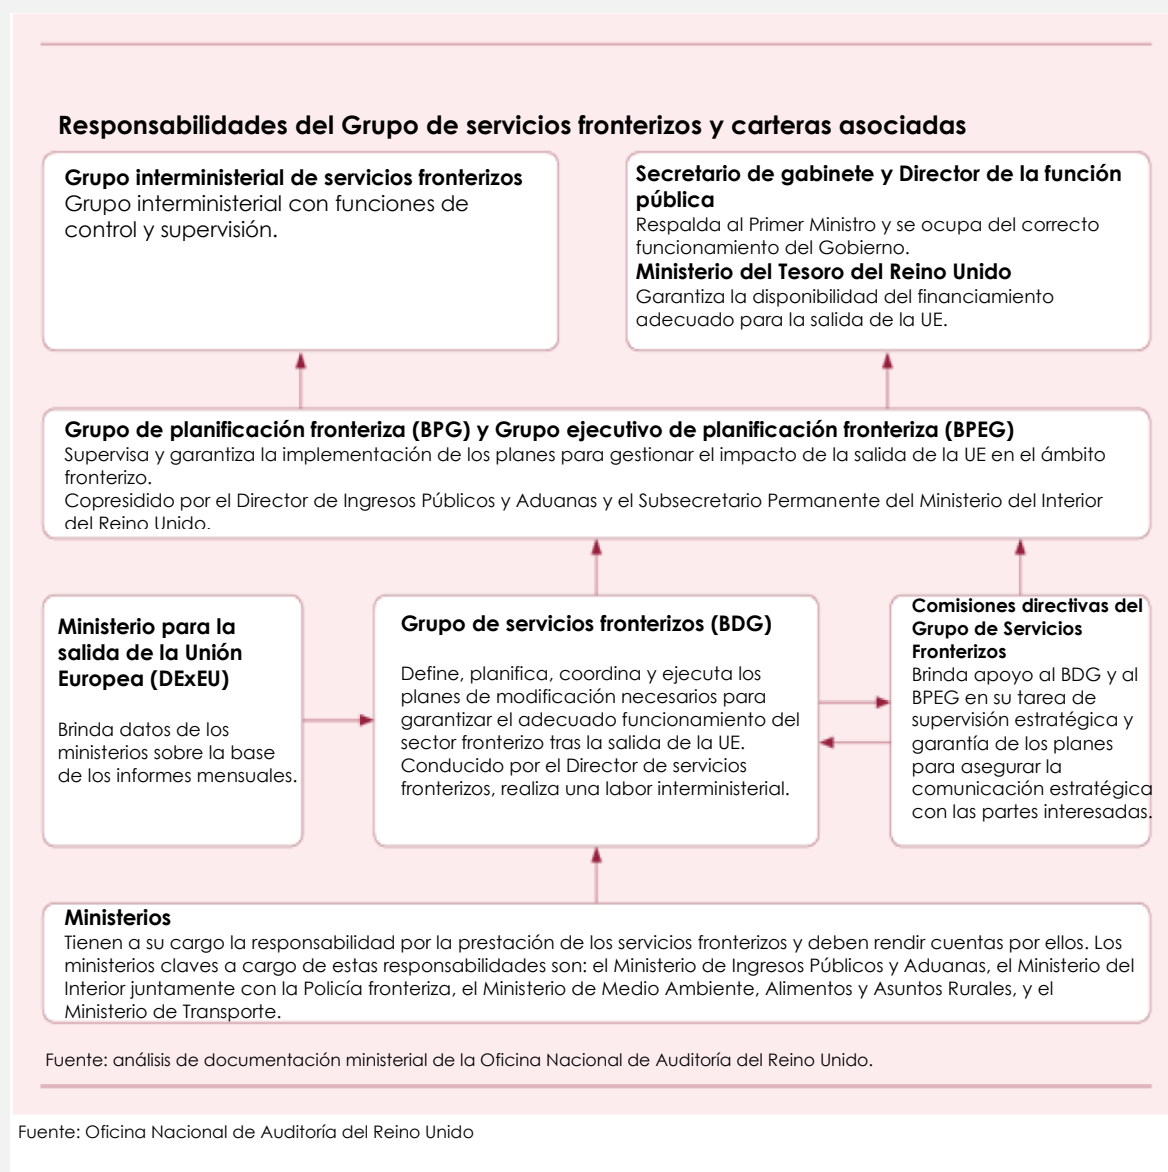 Responsabilidades del Grupo de servicios fronterizos y carteras asociadas
Grupo interministerial de servicios fronterizos
Grupo interministerial con funciones de
control y supervisión.
Secretario de gabinete y Director de la función
pública
Respalda al Primer Ministro y se ocupa del correcto
funcionamiento del Gobierno.
Ministerio del Tesoro del Reino Unido
Garantiza la disponibilidad del financiamiento
adecuado para la salida de la UE.
Grupo de planificación fronteriza (BPG) y Grupo ejecutivo de planificación fronteriza (BPEG)
Supervisa y garantiza la implementación de los planes para gestionar el impacto de la salida de la UE en el ámbito
fronterizo.
Copresidido por el Director de Ingresos Públicos y Aduanas y el Subsecretario Permanente del Ministerio del Interior
del Reino Unido.
Ministerio para la
salida de la Unión
Europea (DExEU)
Brinda datos de los
ministerios sobre la base
de los informes mensuales.
Grupo de servicios fronterizos (BDG)
Define, planifica, coordina y ejecuta los
planes de modificación necesarios para
garantizar el adecuado funcionamiento del
sector fronterizo tras la salida de la UE.
Conducido por el Director de servicios
fronterizos, realiza una labor interministerial.
Comisiones directivas del
Grupo de Servicios
Fronterizos
Brinda apoyo al BDG y al
BPEG en su tarea de
supervisión estratégica y
garantía de los planes
para asegurar la
comunicación estratégica
con las partes interesadas.
Ministerios
Tienen a su cargo la responsabilidad por la prestación de los servicios fronterizos y deben rendir cuentas por ellos. Los
ministerios claves a cargo de estas responsabilidades son: el Ministerio de Ingresos Públicos y Aduanas, el Ministerio del
Interior juntamente con la Policía fronteriza, el Ministerio de Medio Ambiente, Alimentos y Asuntos Rurales, y el
Ministerio de Transporte.
Fuente: análisis de documentación ministerial de la Oficina Nacional de Auditoría del Reino Unido.
Fuente: Oficina Nacional de Auditoría del Reino Unido